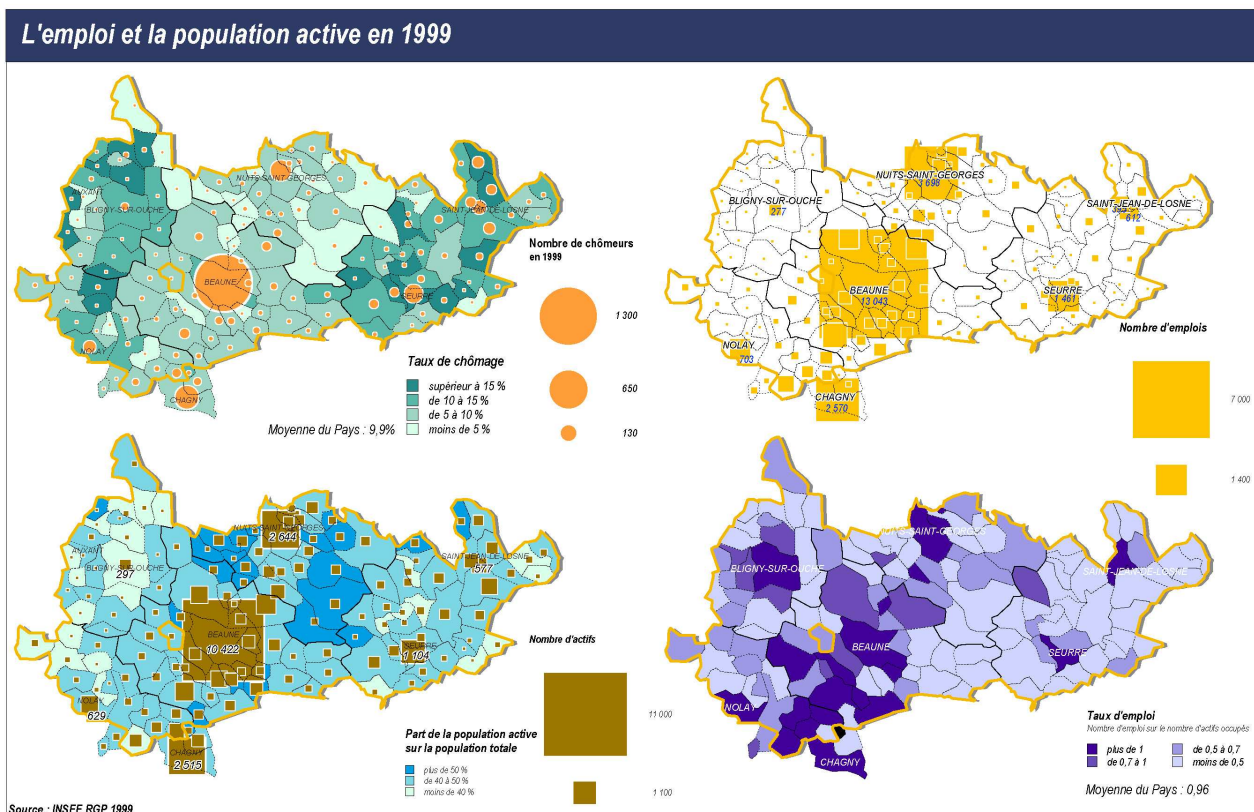 L'emploi et la population active en 1999
AUXANT
BLIGNY-SUR-OUCHE
NUITS-SAINT-GEORGES
SAINT-JEAN-DE-LOSNE
BEAUNE
SEURRE
NOLAY
CHAGNY
Nombre de chômeurs
en 1999
1 300
650
130
Taux de chômage
supérieur à 15 %
de 10 à 15 %
de 5 à 10 %
moins de 5 %
Moyenne du Pays : 9,9%
NUITS-SAINT-GEORGES
3 698
BLIGNY-SUR-OUCHE
277
SAINT-JEAN-DE-LOSNE
612
BEAUNE
13 043
SEURRE
1 461
NOLAY
703
CHAGNY
2 570
Nombre d'emplois
7 000
1 400
AUXANT
BLIGNY-SUR-OUCHE
297
NUITS-SAINT-GEORGES
2 644
SAINT-JEAN-DE-LOSNE
577
BEAUNE
10 422
SEURRE
1 104
NOLAY
629
CHAGNY
2 515
Nombre d'actifs
11 000
1 100
Part de la population active
sur la population totale
plus de 50 %
de 40 à 50 %
moins de 40 %
NUITS-SAINT-GEORGES
BLIGNY-SUR-OUCHE
SAINT-JEAN-DE-LOSNE
BEAUNE
SEURRE
NOLAY
CHAGNY
Taux d'emploi
Nombre d'emploi sur le nombre d'actifs occupés
plus de 1
de 0,7 à 1
de 0,5 à 0,7
moins de 0,5
Moyenne du Pays : 0,96
Source : INSEE RGP 1999